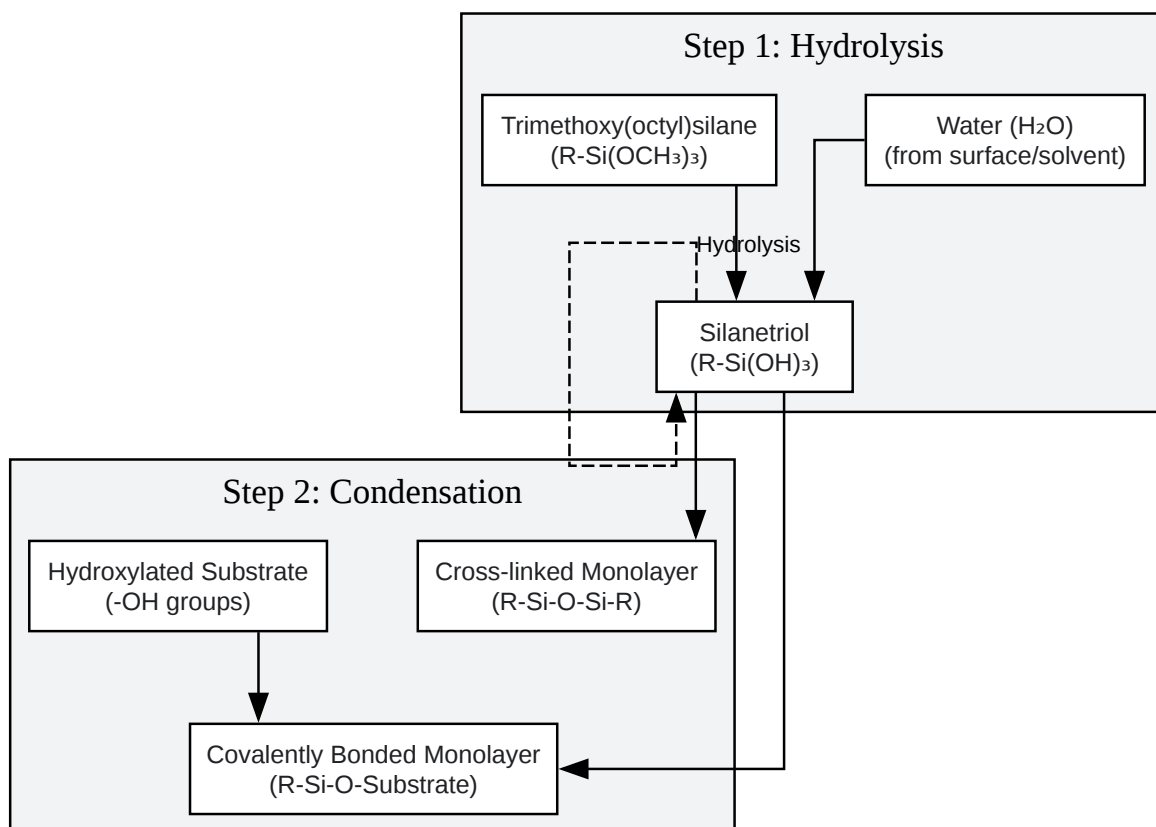 Step 1: Hydrolysis
Trimethoxy(octyl)silane
(R-Si(OCH₃)₃)
Water (H₂O)
(from surface/solvent)
Hydrolysis
Silanetriol
(R-Si(OH)₃)
Step 2: Condensation
Hydroxylated Substrate
(-OH groups)
Cross-linked Monolayer
(R-Si-O-Si-R)
Covalently Bonded Monolayer
(R-Si-O-Substrate)